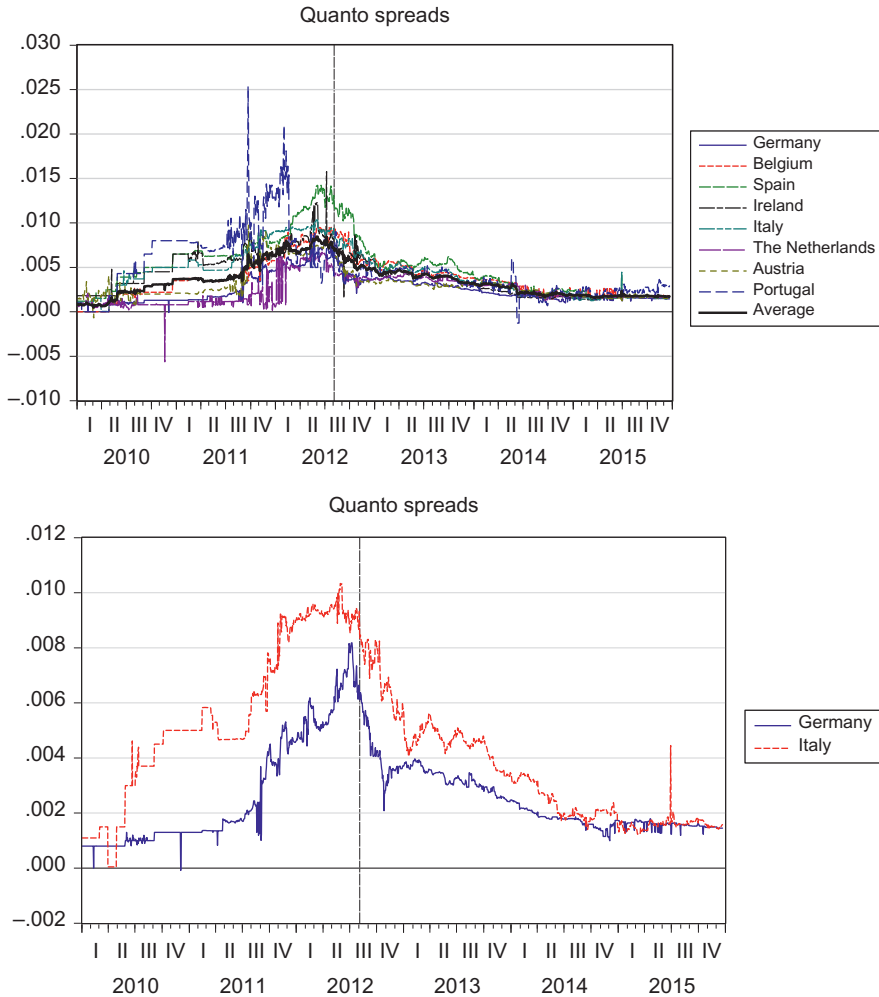 Quanto spreads
.030
.025
.020
.015
.010
.005
.000
–.005
–.010
I II III IV I II III IV I II III IV I II III IV I II III IV I II III IV
2010 2011 2012 2013 2014 2015
Germany
Belgium
Spain
Ireland
Italy
The Netherlands
Austria
Portugal
Average
Quanto spreads
.012
.010
.008
.006
.004
.002
.000
–.002
I II III IV I II III IV I II III IV I II III IV I II III IV I II III IV
2010 2011 2012 2013 2014 2015
Germany
Italy